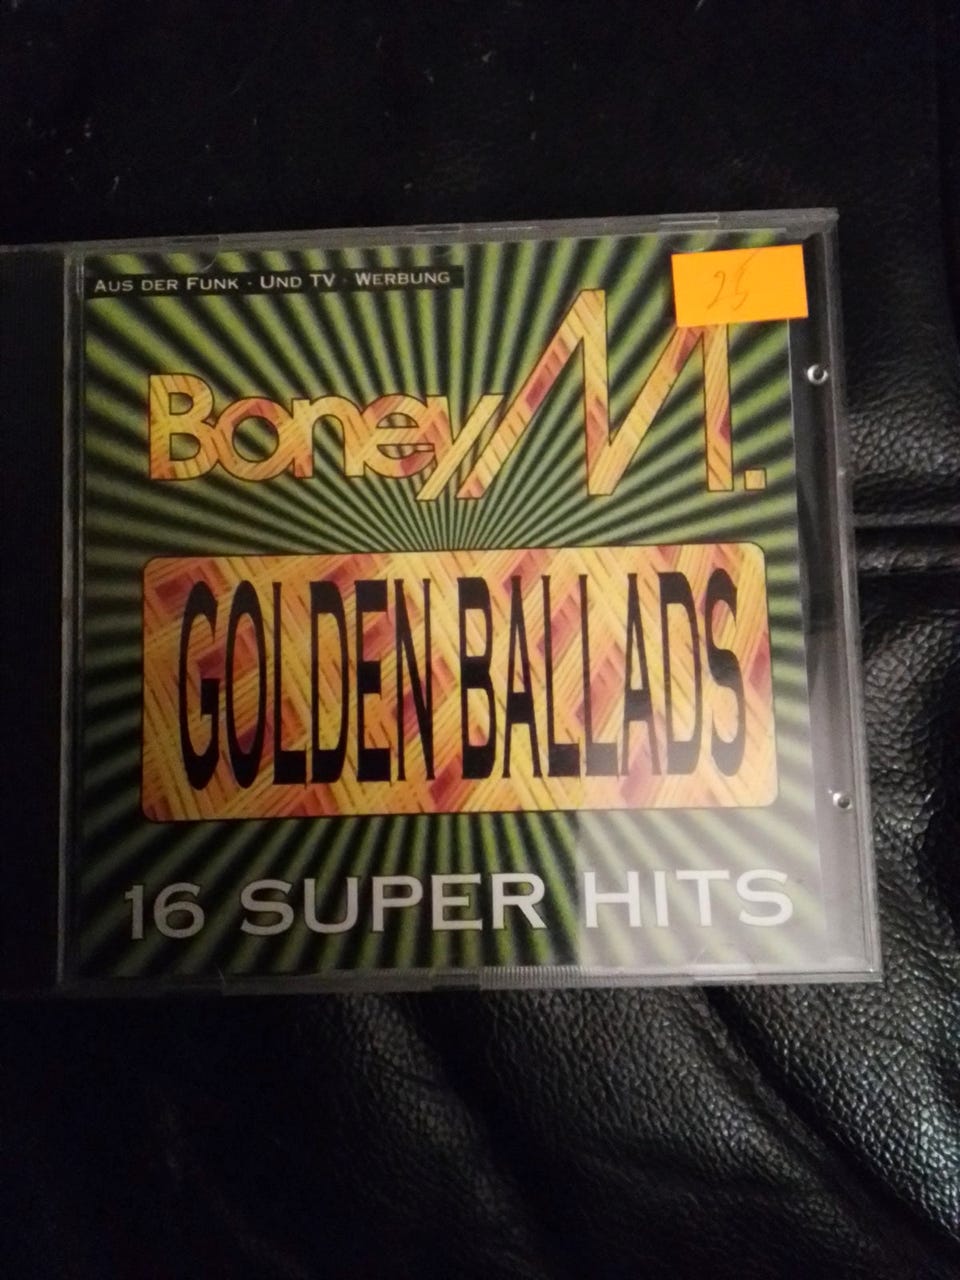 AUS DER FUNK · UND TV · WERBUNG
25
Boney M.
GOLDEN BALLADS
16 SUPER HITS